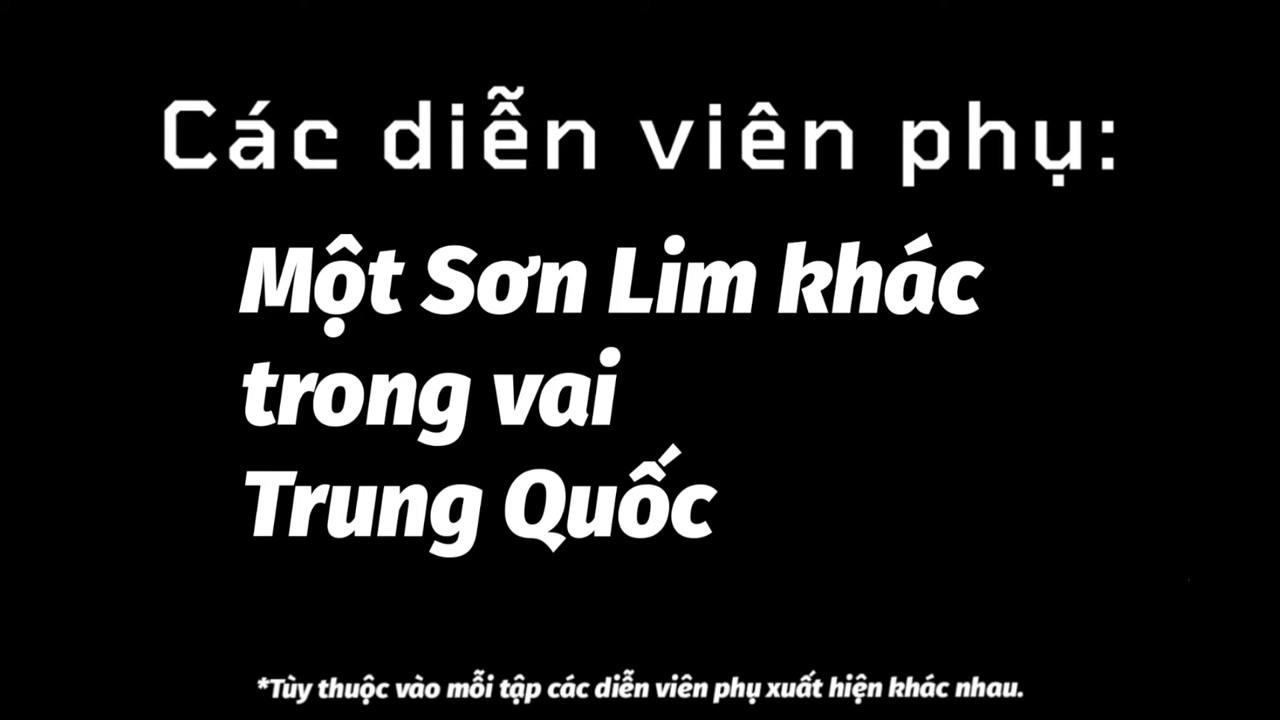 Các diễn viên phụ:
Một Sơn Lim khác
trong vai
Trung Quốc
*Tùy thuộc vào mỗi tập các diễn viên phụ xuất hiện khác nhau.